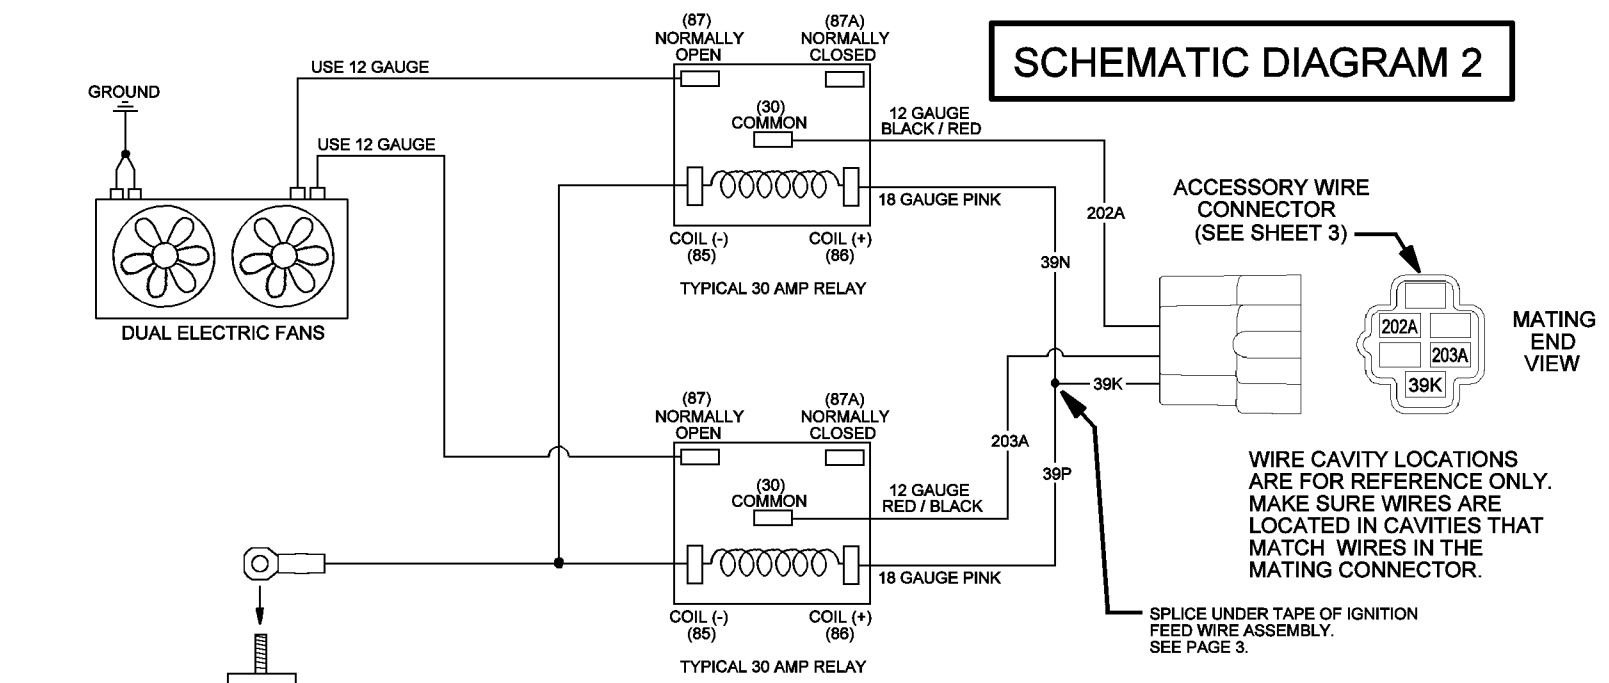 SCHEMATIC DIAGRAM 2
(87)
NORMALLY
OPEN
(87A)
NORMALLY
CLOSED
USE 12 GAUGE
GROUND
(30)
COMMON
12 GAUGE
BLACK / RED
USE 12 GAUGE
18 GAUGE PINK
202A
COIL (-)
(85)
COIL (+)
(86)
39N
TYPICAL 30 AMP RELAY
DUAL ELECTRIC FANS
ACCESSORY WIRE
CONNECTOR
(SEE SHEET 3)
202A
203A
39K
MATING
END
VIEW
39K
(87)
NORMALLY
OPEN
(87A)
NORMALLY
CLOSED
203A
39P
(30)
COMMON
12 GAUGE
RED / BLACK
18 GAUGE PINK
COIL (-)
(85)
COIL (+)
(86)
TYPICAL 30 AMP RELAY
WIRE CAVITY LOCATIONS
ARE FOR REFERENCE ONLY.
MAKE SURE WIRES ARE
LOCATED IN CAVITIES THAT
MATCH WIRES IN THE
MATING CONNECTOR.
SPLICE UNDER TAPE OF IGNITION
FEED WIRE ASSEMBLY.
SEE PAGE 3.